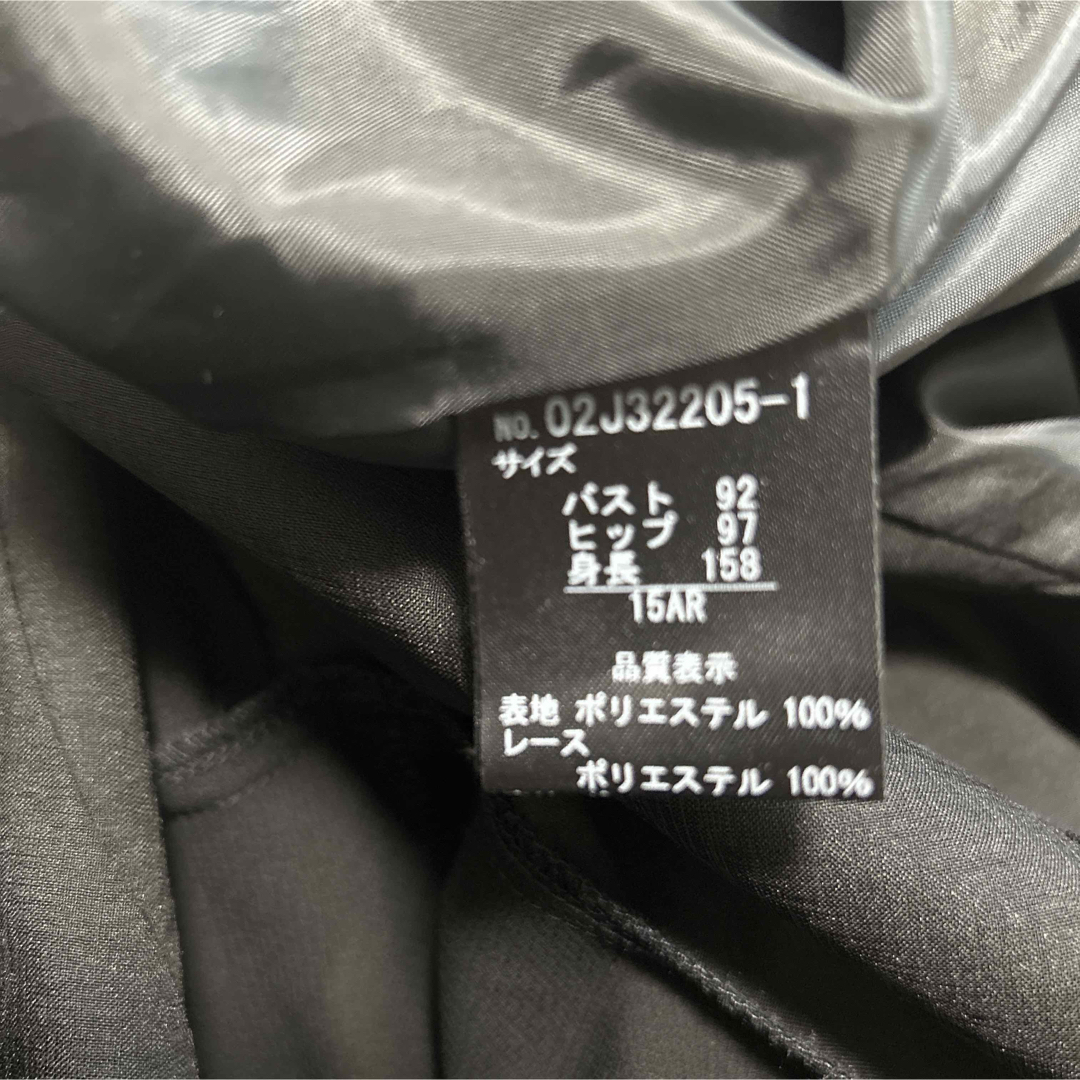 NO. 02J32205-1
サイズ
バスト 92
ヒップ 97
身長 158
15AR
品質表示
表地 ポリエステル 100%
レース
ポリエステル 100%